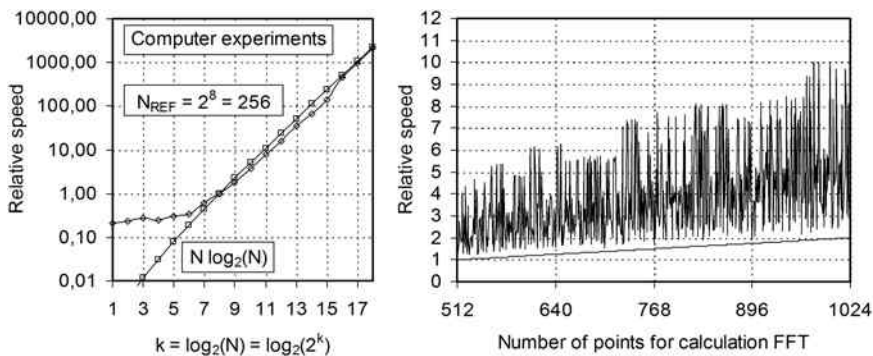 Relative speed
10000,00
1000,00
100,00
10,00
1,00
0,10
0,01
Computer experiments
N_REF = 2^8 = 256
N log_2(N)
1 3 5 7 9 11 13 15 17
k = log_2(N) = log_2(2^k)
Relative speed
12
11
10
9
8
7
6
5
4
3
2
1
0
512 640 768 896 1024
Number of points for calculation FFT